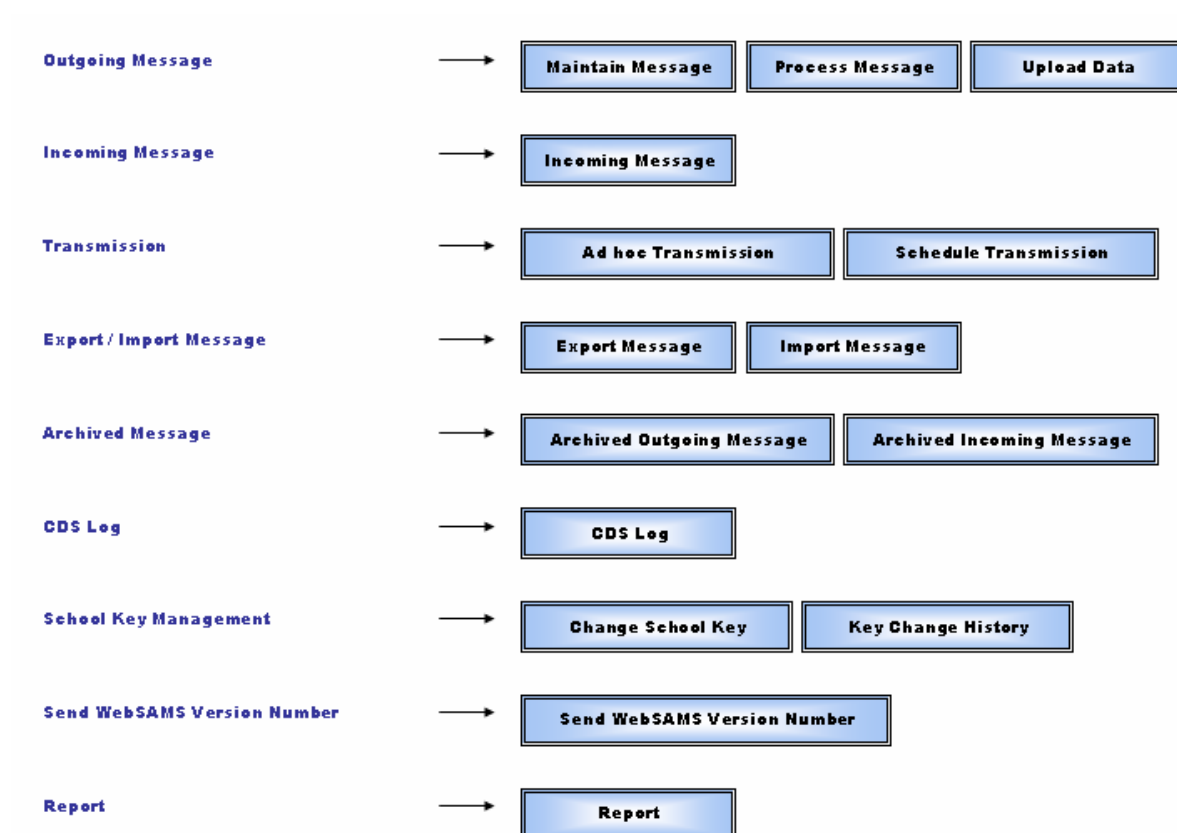 Outgoing Message Maintain Message Process Message Upload Data
Incoming Message Incoming Message
Transmission Ad hoc Transmission Schedule Transmission
Export / Import Message Export Message Import Message
Archived Message Archived Outgoing Message Archived Incoming Message
CDS Log CDS Log
School Key Management Change School Key Key Change History
Send WebSAMS Version Number Send WebSAMS Version Number
Report Report